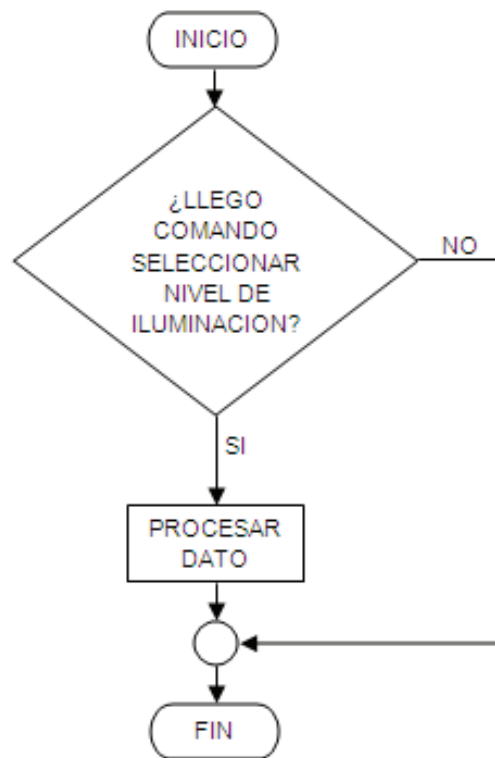 INICIO
¿LLEGO
COMANDO
SELECCIONAR
NIVEL DE
ILUMINACION?
NO
SI
PROCESAR
DATO
FIN